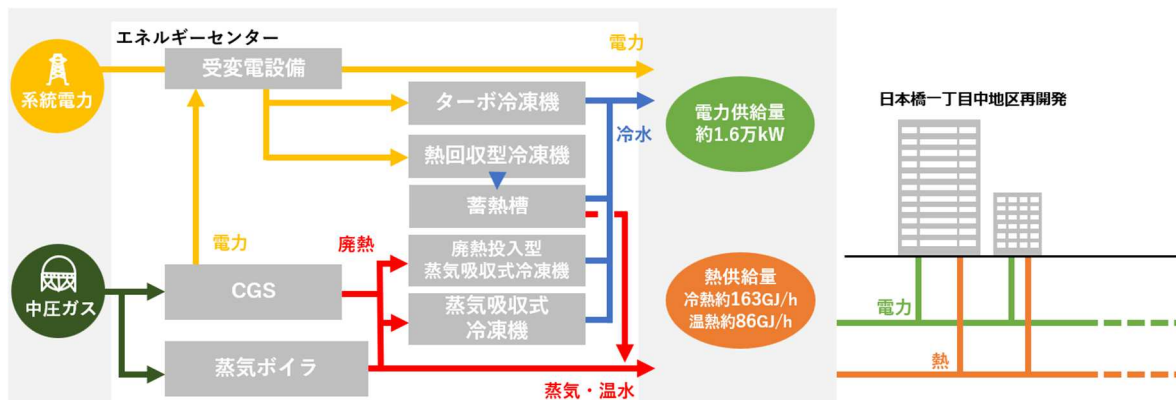 エネルギーセンター
系統電力
受変電設備
電力
ターボ冷凍機
冷水
熱回収型冷凍機
蓄熱槽
電力供給量
約1.6万kW
日本橋一丁目中地区再開発
電力
廃熱
廃熱投入型
蒸気吸収式冷凍機
中圧ガス
CGS
蒸気吸収式
冷凍機
蒸気ボイラ
蒸気・温水
熱供給量
冷熱約163GJ/h
温熱約86GJ/h
電力
熱